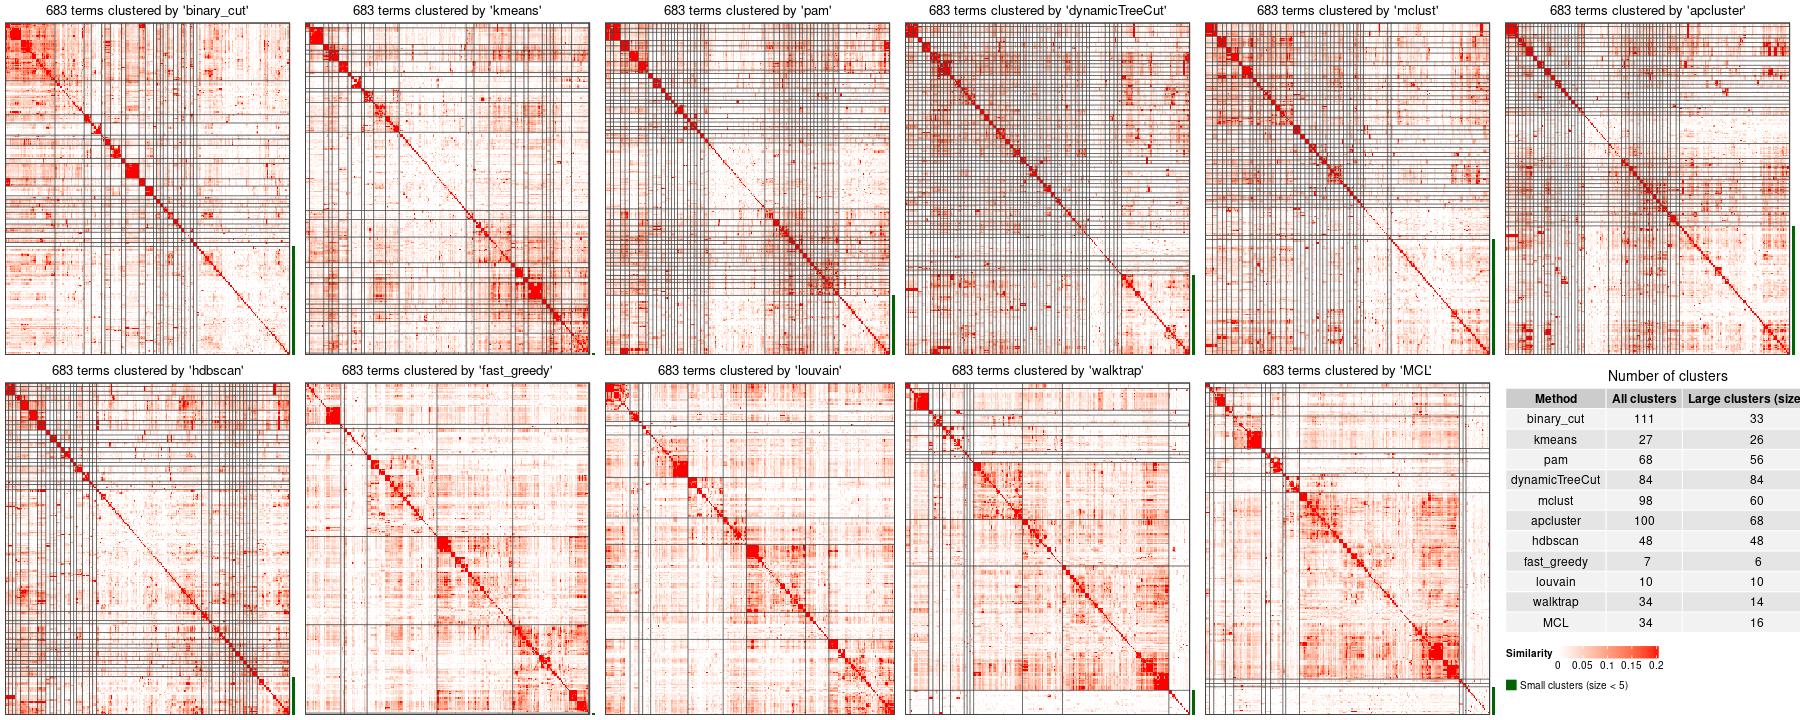 683 terms clustered by 'binary_cut'
683 terms clustered by 'kmeans'
683 terms clustered by 'pam'
683 terms clustered by 'dynamicTreeCut'
683 terms clustered by 'mclust'
683 terms clustered by 'apcluster'
683 terms clustered by 'hdbscan'
683 terms clustered by 'fast_greedy'
683 terms clustered by 'louvain'
683 terms clustered by 'walktrap'
683 terms clustered by 'MCL'
Number of clusters
Method All clusters Large clusters (size
binary_cut 111 33
kmeans 27 26
pam 68 56
dynamicTreeCut 84 84
mclust 98 60
apcluster 100 68
hdbscan 48 48
fast_greedy 7 6
louvain 10 10
walktrap 34 14
MCL 34 16
Similarity
0 0.05 0.1 0.15 0.2
Small clusters (size < 5)